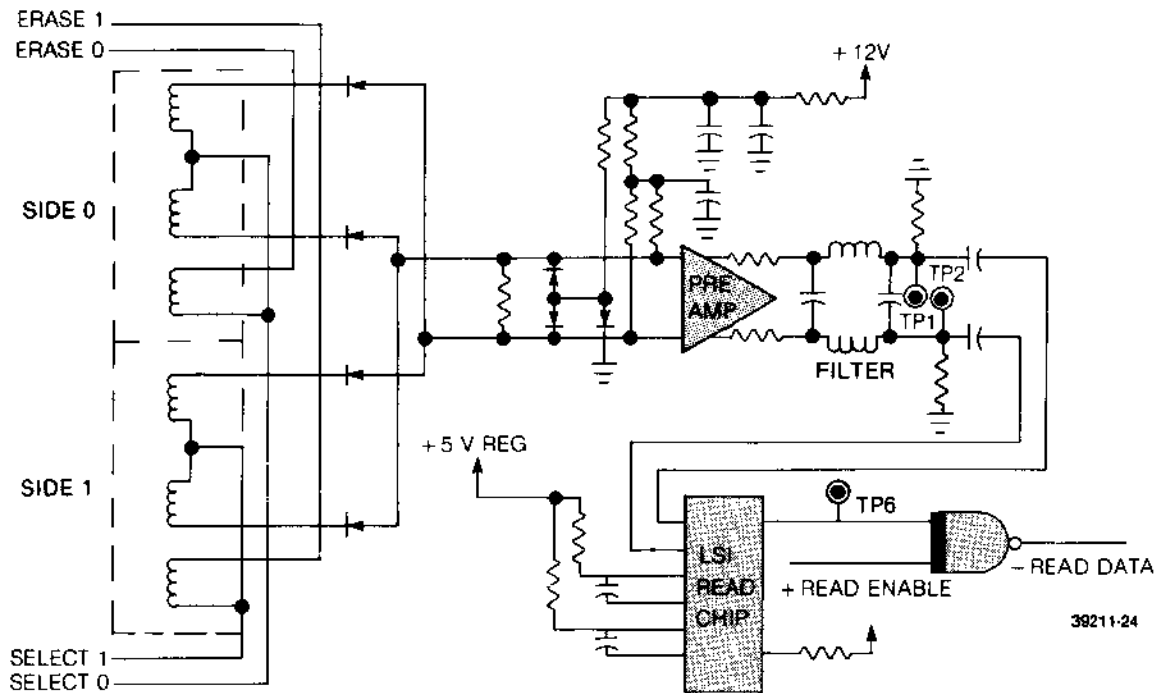 ERASE 1
ERASE 0
+ 12V
SIDE 0
PRE
AMP
TP2
TP1
FILTER
+ 5 V REG
SIDE 1
TP6
LSI
READ
CHIP
+ READ ENABLE
− READ DATA
39211-24
SELECT 1
SELECT 0